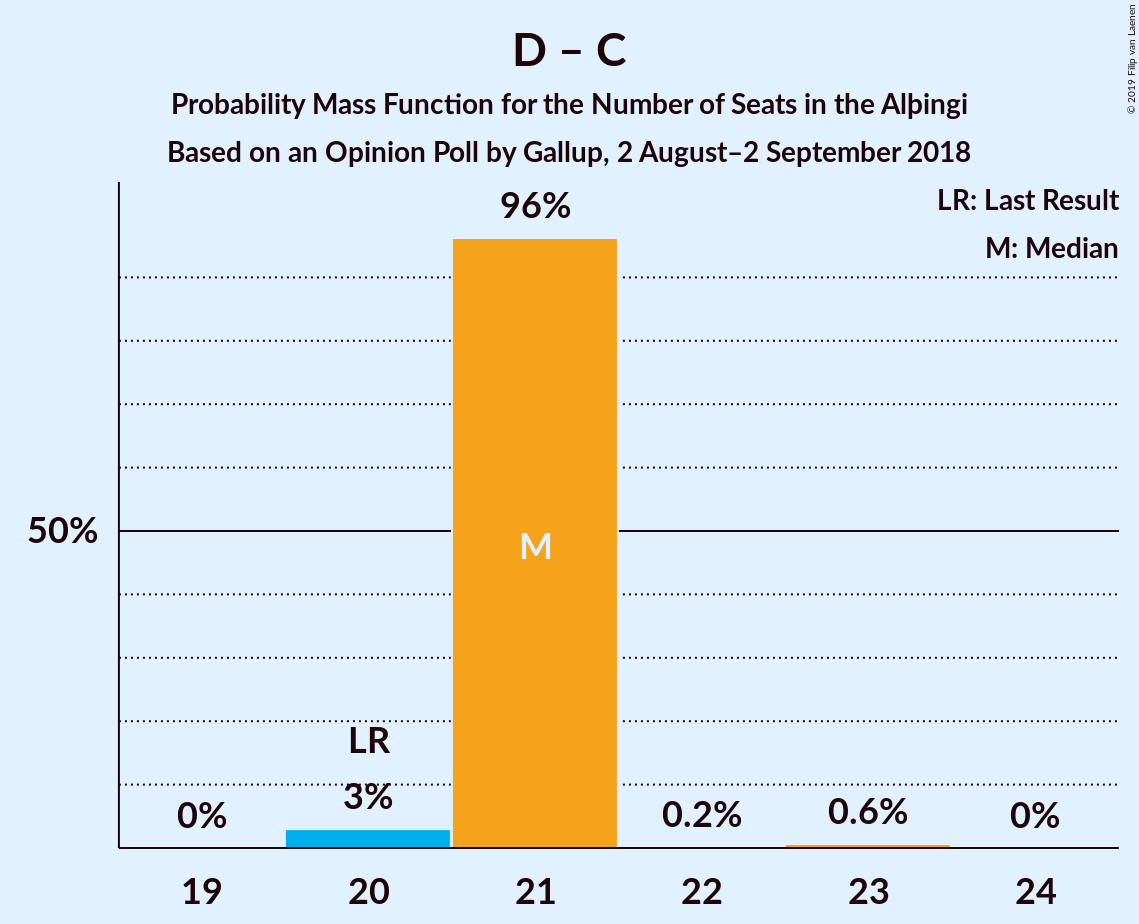 D – C
Probability Mass Function for the Number of Seats in the Alþingi
Based on an Opinion Poll by Gallup, 2 August–2 September 2018
© 2019 Filip van Laenen
LR: Last Result
M: Median
96%
50%
M
LR
3%
0%
0.2%
0.6%
0%
19 20 21 22 23 24